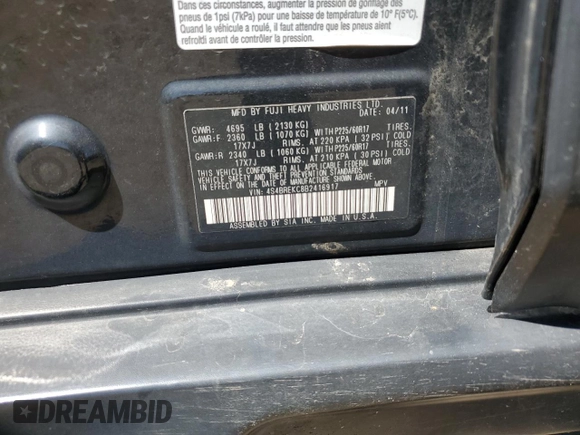 Dans ces circonstances, augmenter la pression de gonflage des
pneus de 1psi (7kPa) pour une baisse de température de 10° F(5°C).
Quand le véhicule a roulé, il faut attendre que les pneus aient
refroidi avant de contrôler la pression.
MFD BY FUJI HEAVY INDUSTRIES LTD.
DATE: 04/11
GVWR: 4695 LB (2130 KG)
GAWR:F 2360 LB (1070 KG) WITH P225/60R17 TIRES.
17X7J RIMS. AT 220 KPA ( 32 PSI) COLD
GAWR:R 2340 LB (1060 KG) WITH P225/60R17 TIRES.
17X7J RIMS. AT 210 KPA ( 30 PSI) COLD
THIS VEHICLE CONFORMS TO ALL APPLICABLE FEDERAL MOTOR
VEHICLE SAFETY AND THEFT PREVENTION STANDARDS
IN EFFECT ON THE DATE OF MANUFACTURE SHOWN ABOVE.
VIN: 4S4BREKC8B2416917 MPV
ASSEMBLED BY SIA INC. MADE IN U.S.A.
DREAMBID